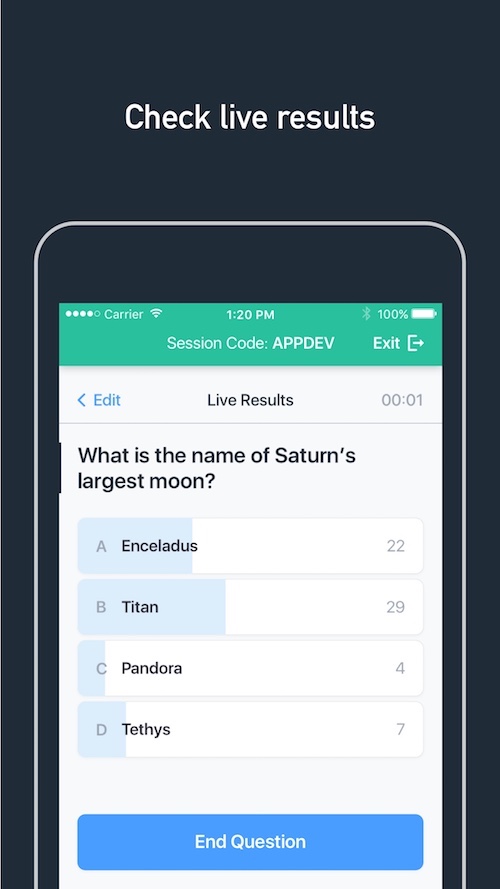 Check live results
Carrier 1:20 PM 100%
Session Code: APPDEV Exit
Edit Live Results 00:01
What is the name of Saturn’s
largest moon?
A Enceladus 22
B Titan 29
C Pandora 4
D Tethys 7
End Question